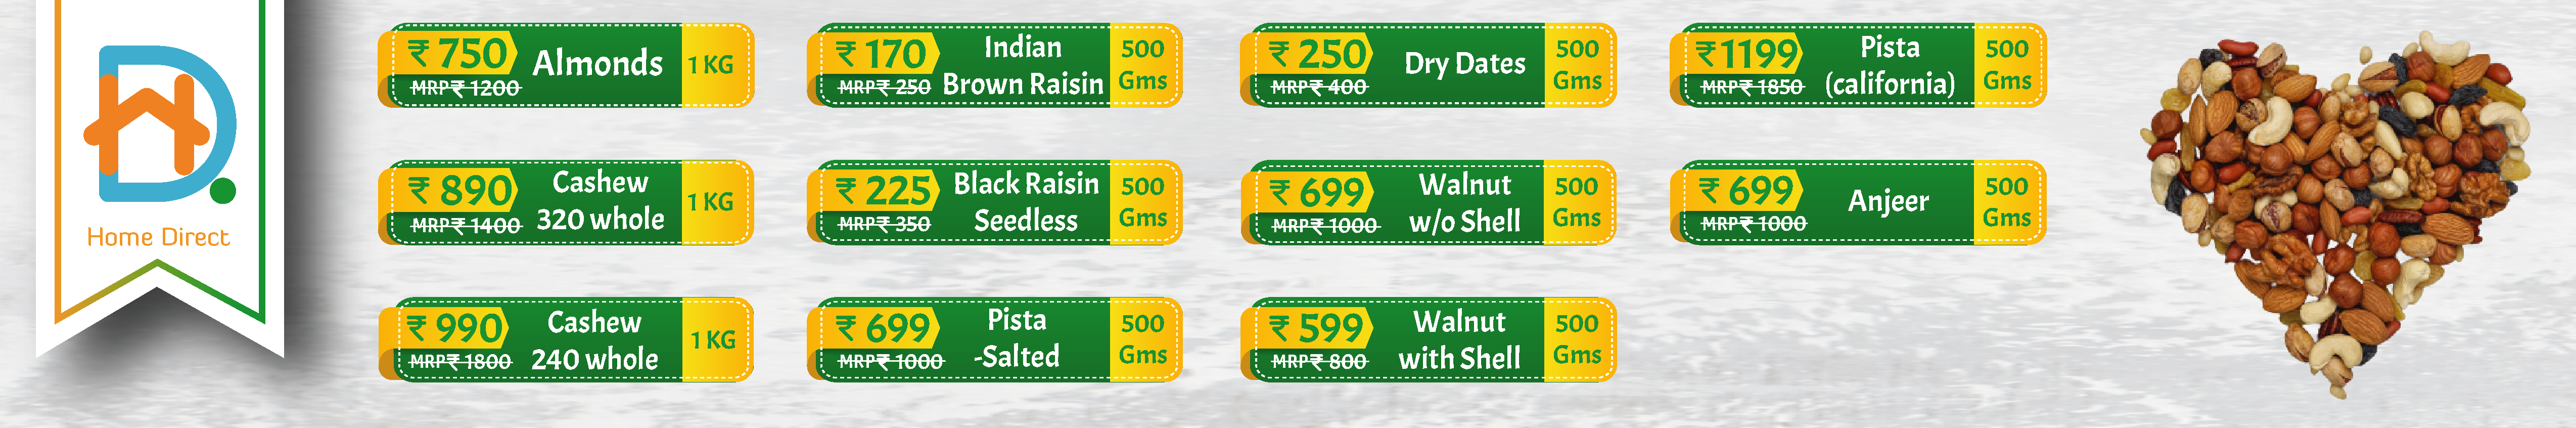 Home Direct
₹ 750
MRP₹ 1200
Almonds
1 KG
₹ 170
MRP₹ 250
Indian
Brown Raisin
500
Gms
₹ 250
MRP₹ 400
Dry Dates
500
Gms
₹1199
MRP₹ 1850
Pista
(california)
500
Gms
₹ 890
MRP₹ 1400
Cashew
320 whole
1 KG
₹ 225
MRP₹ 350
Black Raisin
Seedless
500
Gms
₹ 699
MRP₹ 1000
Walnut
w/o Shell
500
Gms
₹ 699
MRP₹ 1000
Anjeer
500
Gms
₹ 990
MRP₹ 1800
Cashew
240 whole
1 KG
₹ 699
MRP₹ 1000
Pista
-Salted
500
Gms
₹ 599
MRP₹ 800
Walnut
with Shell
500
Gms